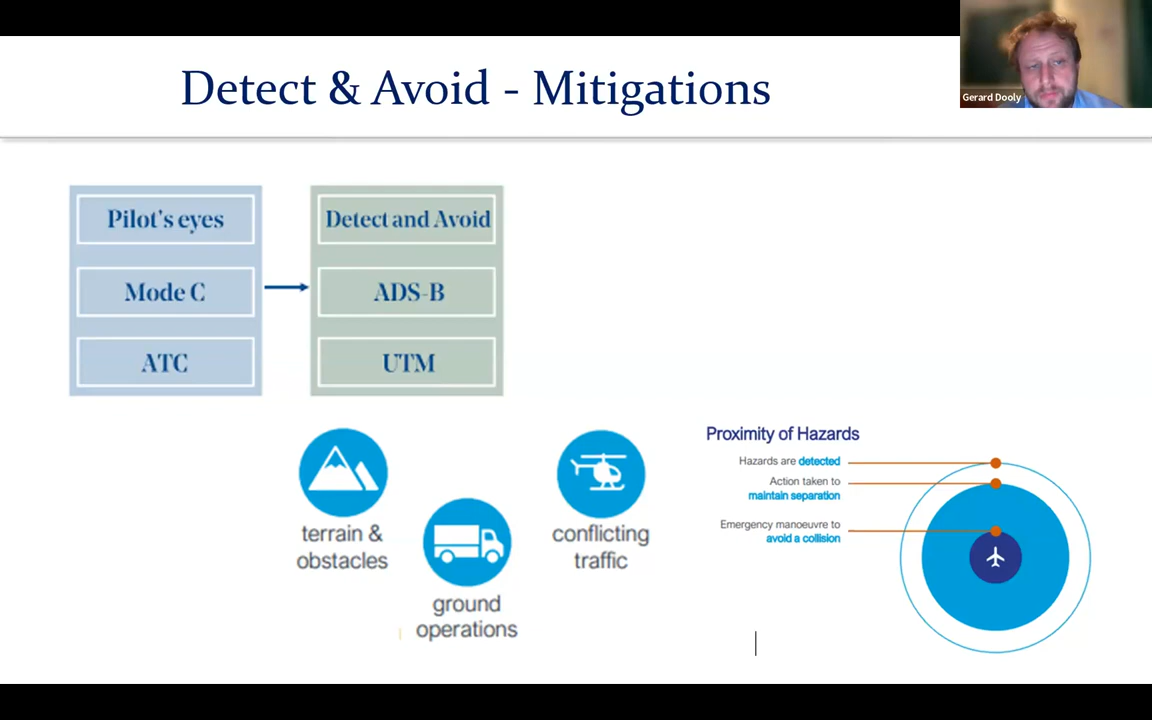 Detect & Avoid - Mitigations
Gerard Dooly
Pilot's eyes
Mode C
ATC
Detect and Avoid
ADS-B
UTM
terrain &
obstacles
ground
operations
conflicting
traffic
Proximity of Hazards
Hazards are detected
Action taken to
maintain separation
Emergency manoeuvre to
avoid a collision